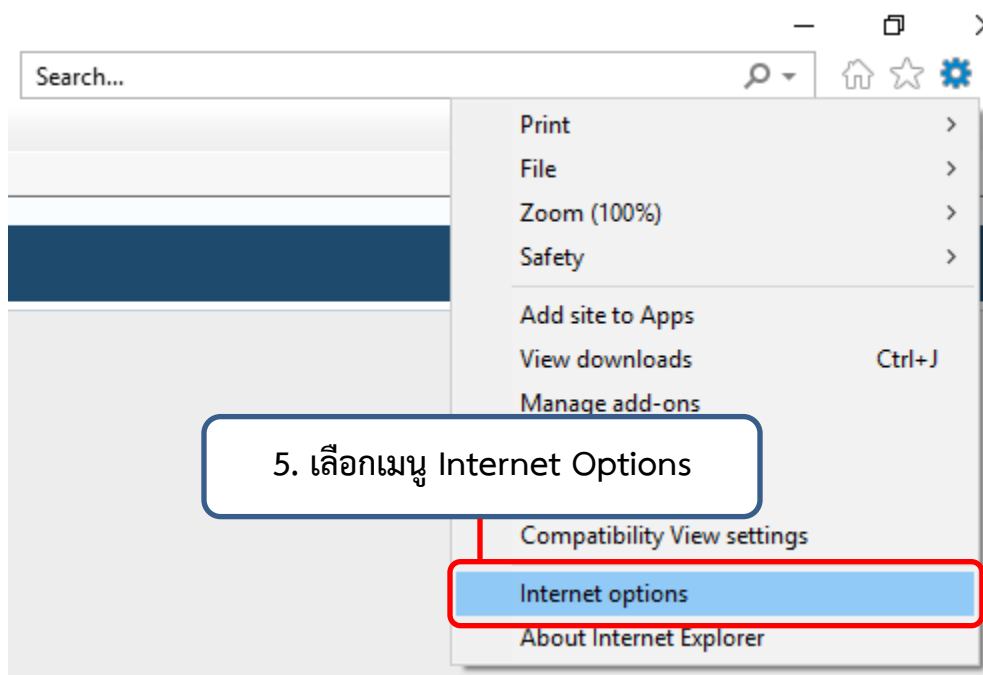 Search...
Print
File
Zoom (100%)
Safety
Add site to Apps
View downloads Ctrl+J
Manage add-ons
5. เลือกเมนู Internet Options
Compatibility View settings
Internet options
About Internet Explorer